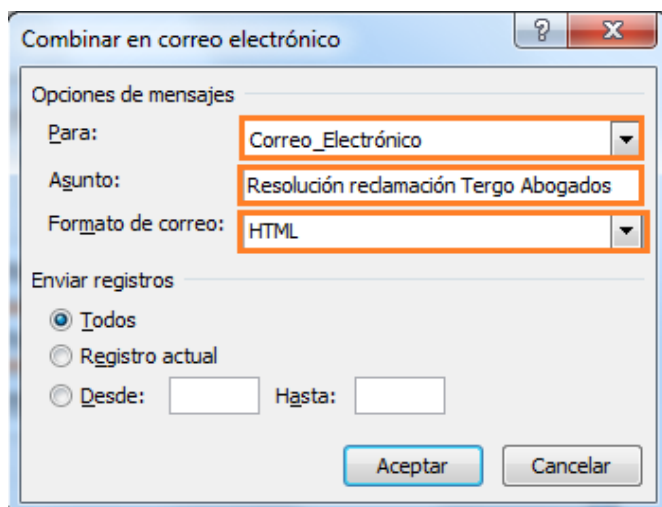 Combinar en correo electrónico
Opciones de mensajes
Para: Correo_Electrónico
Asunto: Resolución reclamación Tergo Abogados
Formato de correo: HTML
Enviar registros
Todos
Registro actual
Desde: Hasta:
Aceptar Cancelar